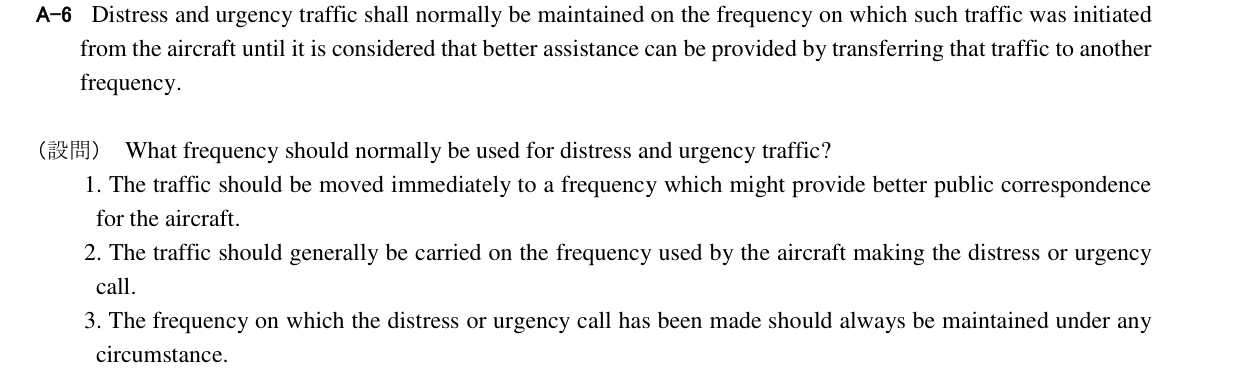 A−6 Distress and urgency traffic shall normally be maintained on the frequency on which such traffic was initiated
from the aircraft until it is considered that better assistance can be provided by transferring that traffic to another
frequency.
（設問） What frequency should normally be used for distress and urgency traffic?
1. The traffic should be moved immediately to a frequency which might provide better public correspondence
for the aircraft.
2. The traffic should generally be carried on the frequency used by the aircraft making the distress or urgency
call.
3. The frequency on which the distress or urgency call has been made should always be maintained under any
circumstance.